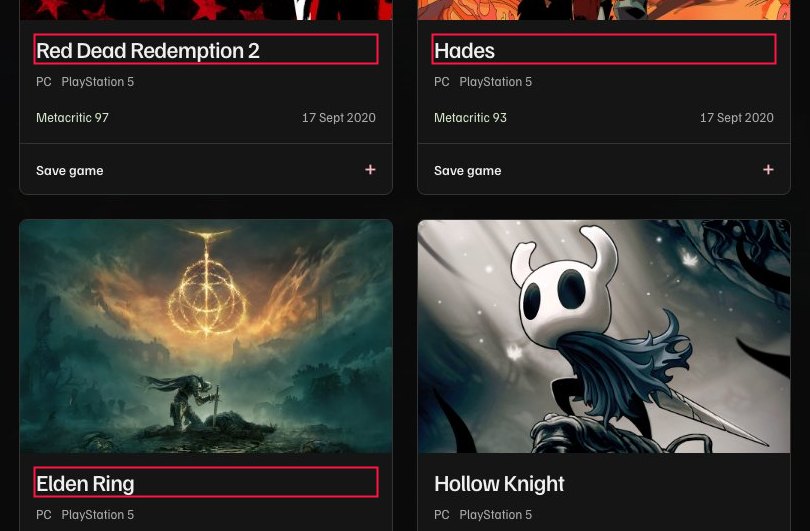 Red Dead Redemption 2
Hades
PC PlayStation 5
PC PlayStation 5
Metacritic 97
17 Sept 2020
Metacritic 93
17 Sept 2020
Save game +
Save game +
Elden Ring
Hollow Knight
PC PlayStation 5
PC PlayStation 5